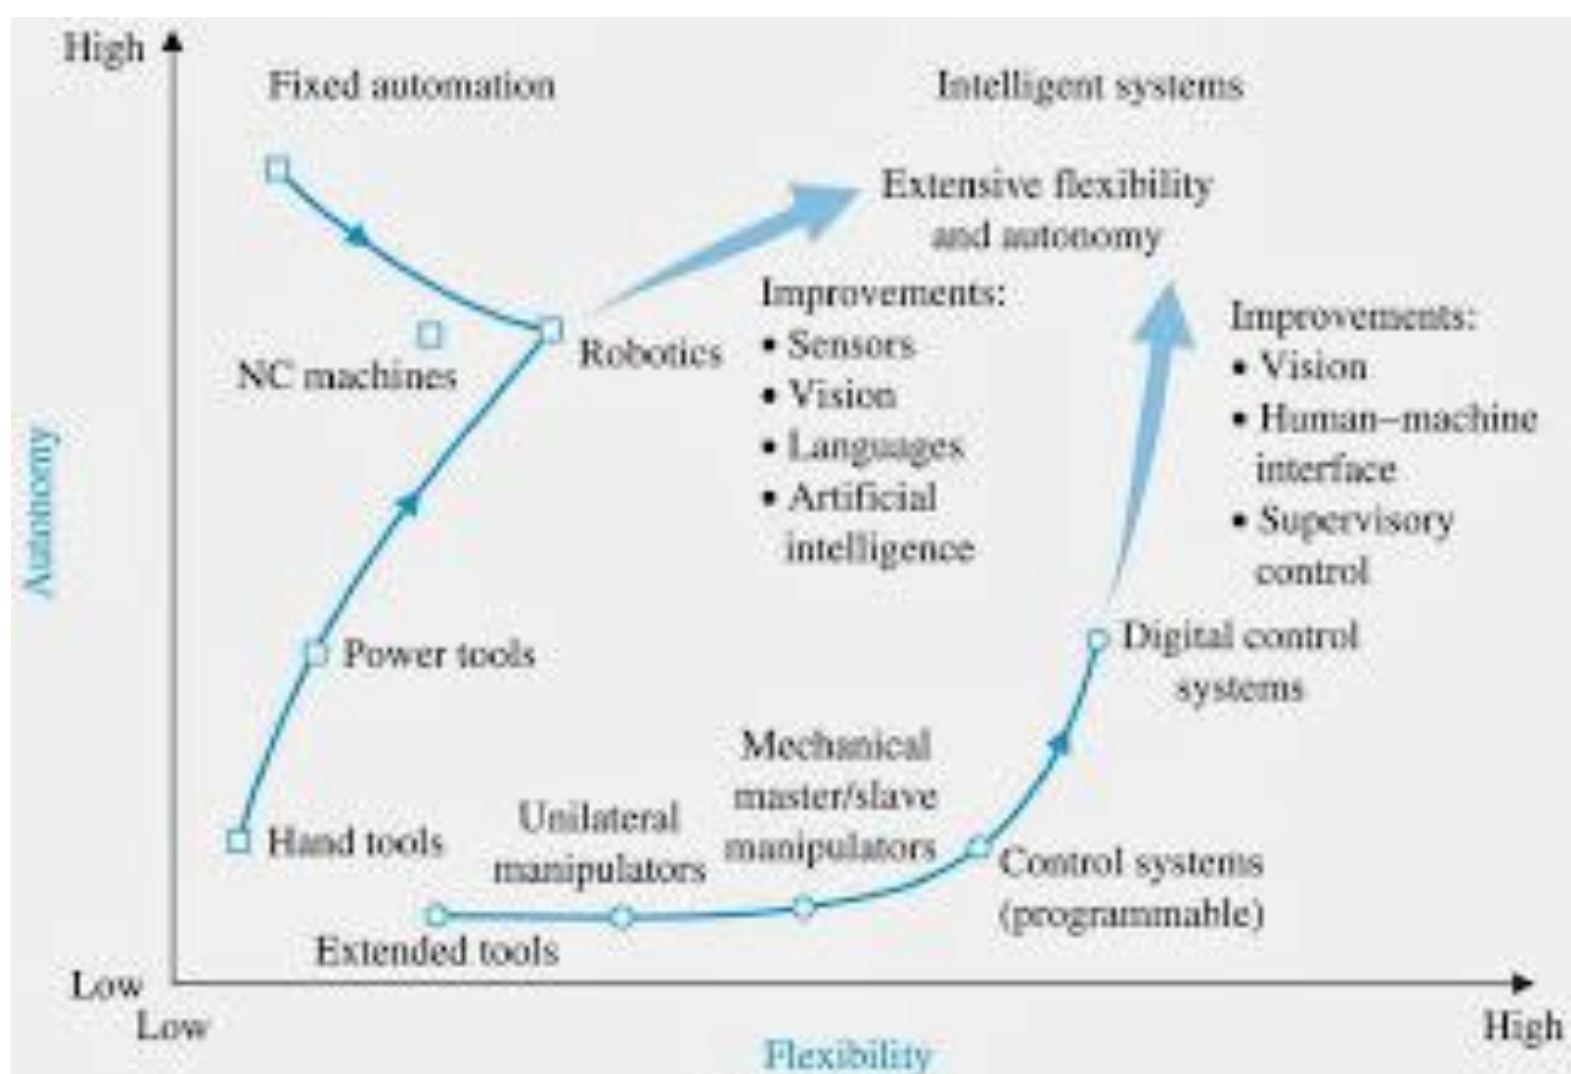 High
Fixed automation
Intelligent systems
Extensive flexibility
and autonomy
Improvements:
• Sensors
• Vision
• Languages
• Artificial
intelligence
Improvements:
• Vision
• Human–machine
interface
• Supervisory
control
NC machines
Robotics
Autonomy
Power tools
Digital control
systems
Hand tools
Unilateral
manipulators
Mechanical
master/slave
manipulators
Control systems
(programmable)
Extended tools
Low
Low
Flexibility
High